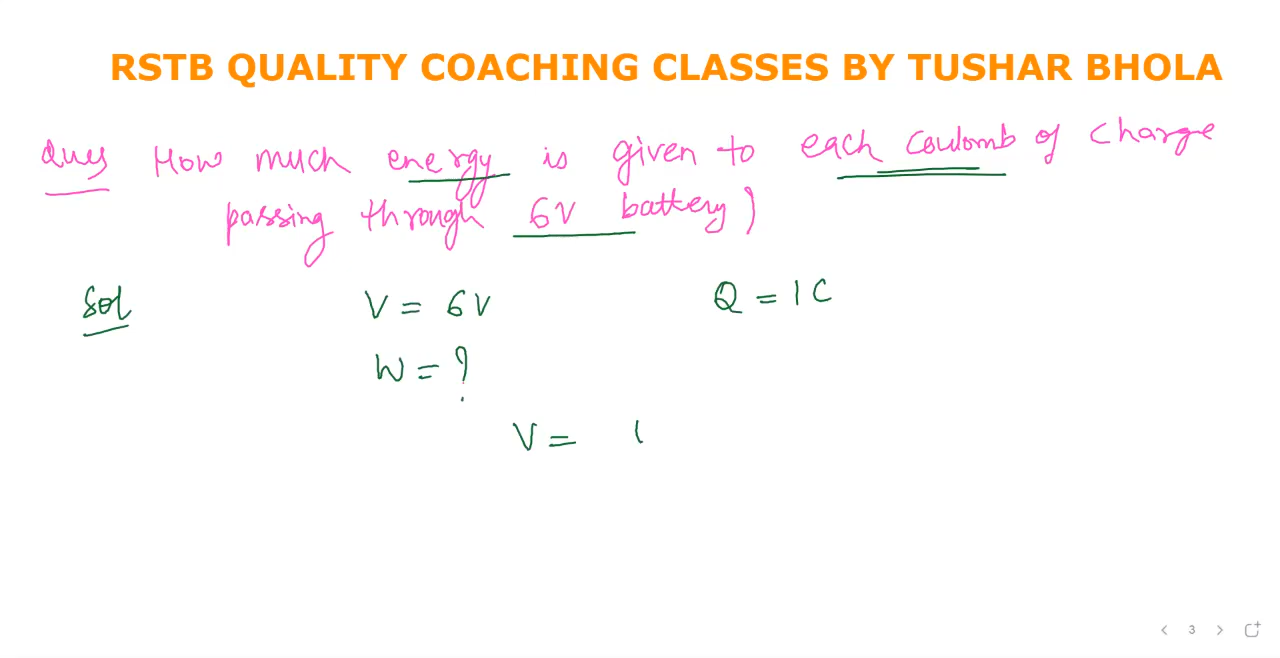 RSTB QUALITY COACHING CLASSES BY TUSHAR BHOLA
Ques How much energy is given to each Coulomb of Charge
passing through 6V battery)
Sol V = 6V Q = 1C
W = ?
V =
3